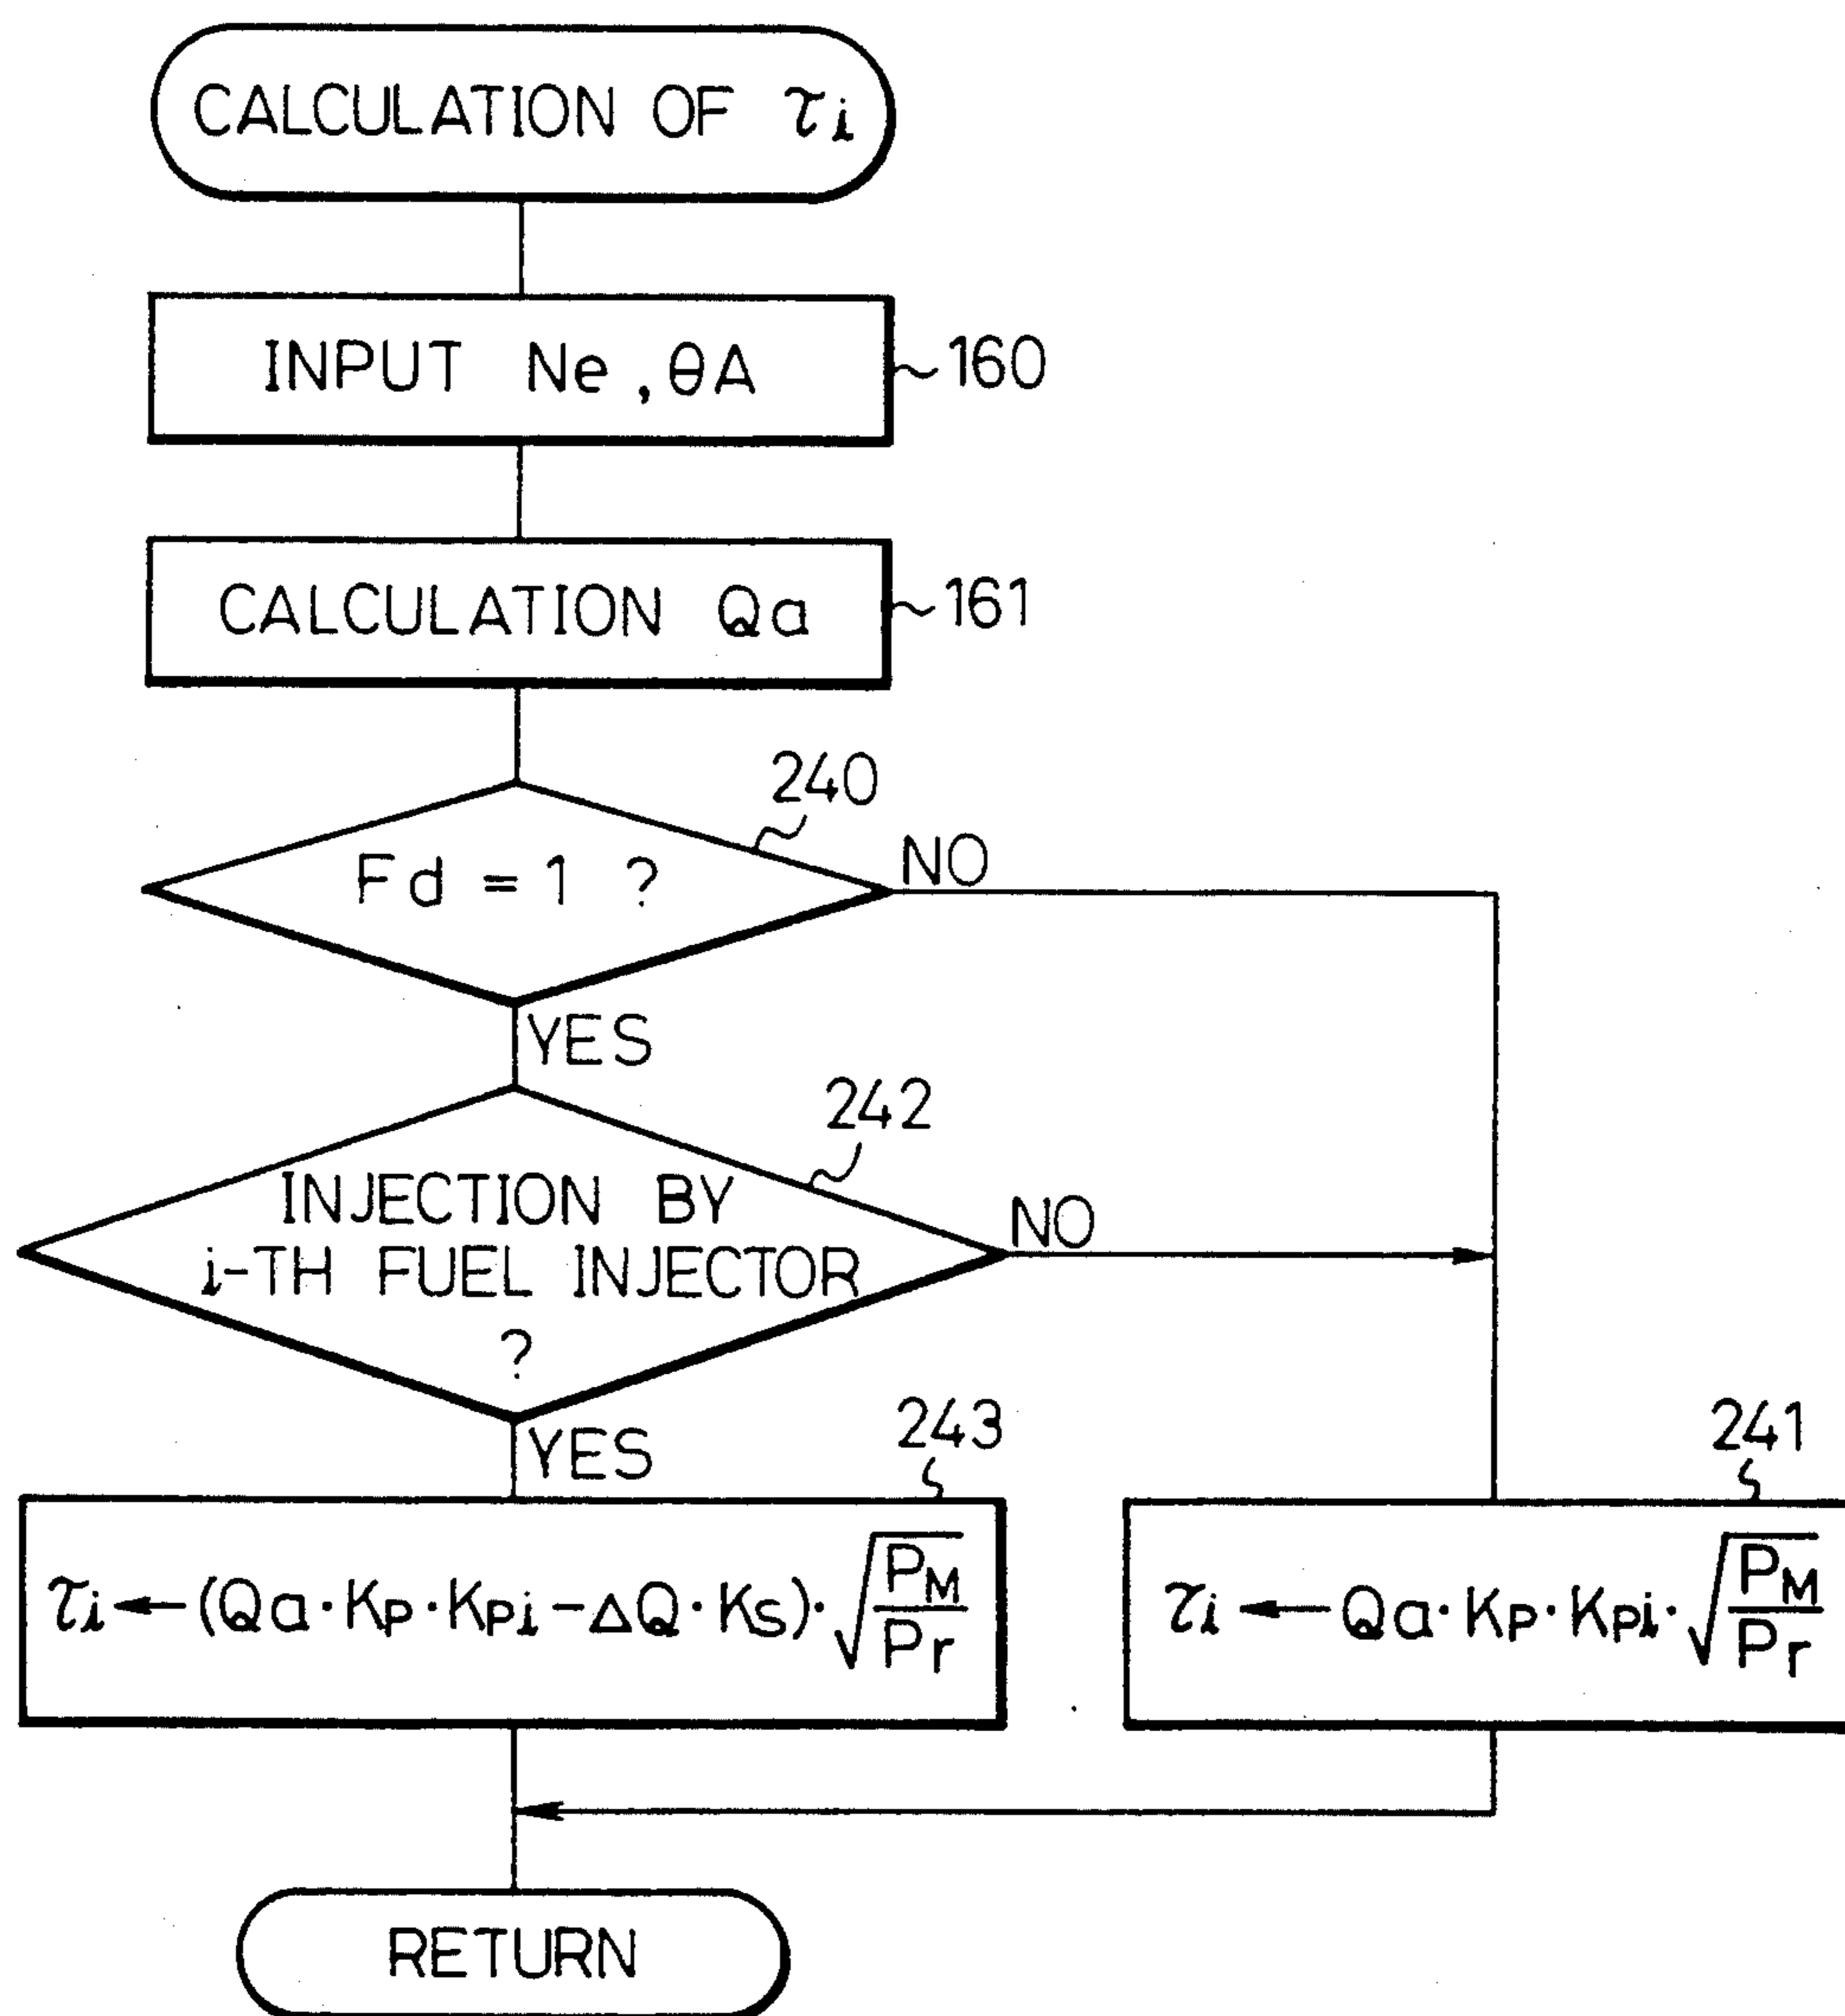 CALCULATION OF τi
INPUT Ne, θA
160
CALCULATION Qa
161
240
Fd = 1 ?
NO
YES
242
INJECTION BY
i-TH FUEL INJECTOR
?
NO
YES
243
241
τi ← (Qa·Kp·Kpi-ΔQ·Ks)·√PM/Pr
τi ← Qa·Kp·Kpi·√PM/Pr
RETURN